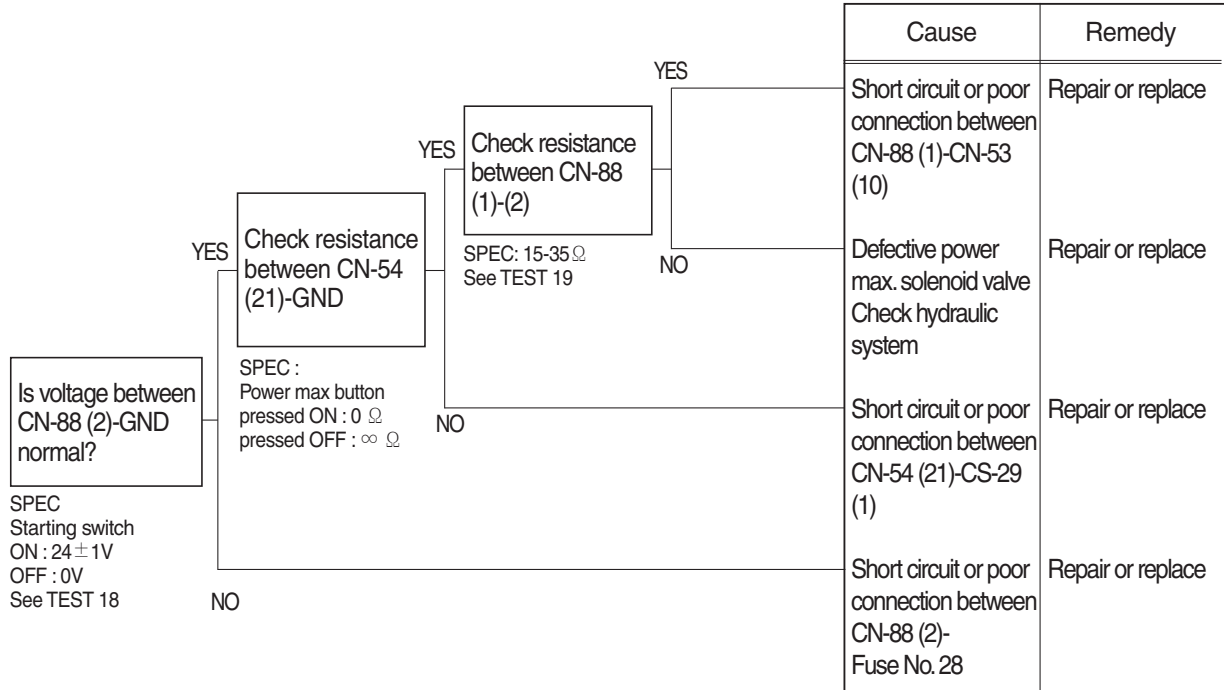 Cause
Remedy
YES
Short circuit or poor
connection between
CN-88 (1)-CN-53
(10)
Repair or replace
YES
Check resistance
between CN-88
(1)-(2)
SPEC: 15-35Ω
See TEST 19
NO
Defective power
max. solenoid valve
Check hydraulic
system
Repair or replace
YES
Check resistance
between CN-54
(21)-GND
SPEC :
Power max button
pressed ON : 0 Ω
pressed OFF : ∞ Ω
NO
Short circuit or poor
connection between
CN-54 (21)-CS-29
(1)
Repair or replace
Is voltage between
CN-88 (2)-GND
normal?
SPEC
Starting switch
ON : 24±1V
OFF : 0V
See TEST 18
NO
Short circuit or poor
connection between
CN-88 (2)-
Fuse No. 28
Repair or replace